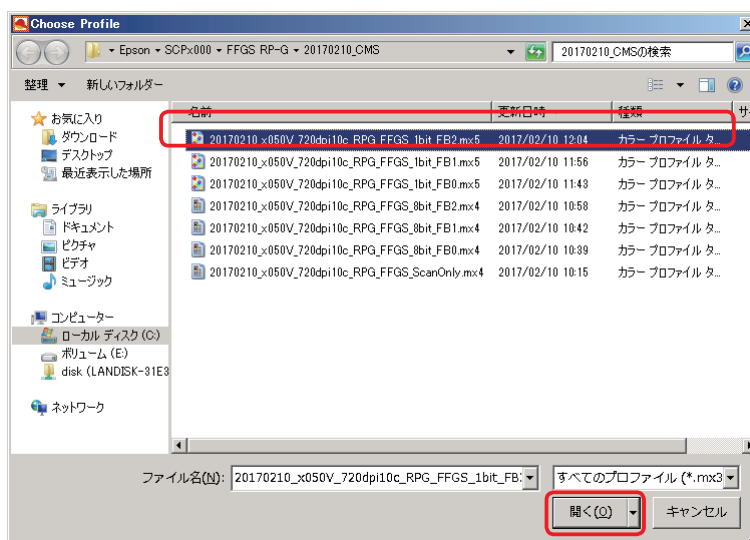 Choose Profile
Epson SCPx000 FFGS RP-G 20170210_CMS
20170210_CMSの検索
整理 新しいフォルダー
名前 更新日時 種類 サ
お気に入り
ダウンロード
デスクトップ
最近表示した場所
ライブラリ
ドキュメント
ピクチャ
ビデオ
ミュージック
コンピューター
ローカル ディスク (C:)
ボリューム (E:)
disk (LANDISK-31E3
ネットワーク
20170210_x050V_720dpi10c_RPG_FFGS_1bit_FB2.mx5 2017/02/10 12:04 カラー プロファイル タ...
20170210_x050V_720dpi10c_RPG_FFGS_1bit_FB1.mx5 2017/02/10 11:56 カラー プロファイル タ...
20170210_x050V_720dpi10c_RPG_FFGS_1bit_FB0.mx5 2017/02/10 11:43 カラー プロファイル タ...
20170210_x050V_720dpi10c_RPG_FFGS_8bit_FB2.mx4 2017/02/10 10:58 カラー プロファイル タ...
20170210_x050V_720dpi10c_RPG_FFGS_8bit_FB1.mx4 2017/02/10 10:42 カラー プロファイル タ...
20170210_x050V_720dpi10c_RPG_FFGS_8bit_FB0.mx4 2017/02/10 10:39 カラー プロファイル タ...
20170210_x050V_720dpi10c_RPG_FFGS_ScanOnly.mx4 2017/02/10 10:15 カラー プロファイル タ...
ファイル名(N): 20170210_x050V_720dpi10c_RPG_FFGS_1bit_FB すべてのプロファイル (*.mx3
開く(O) キャンセル